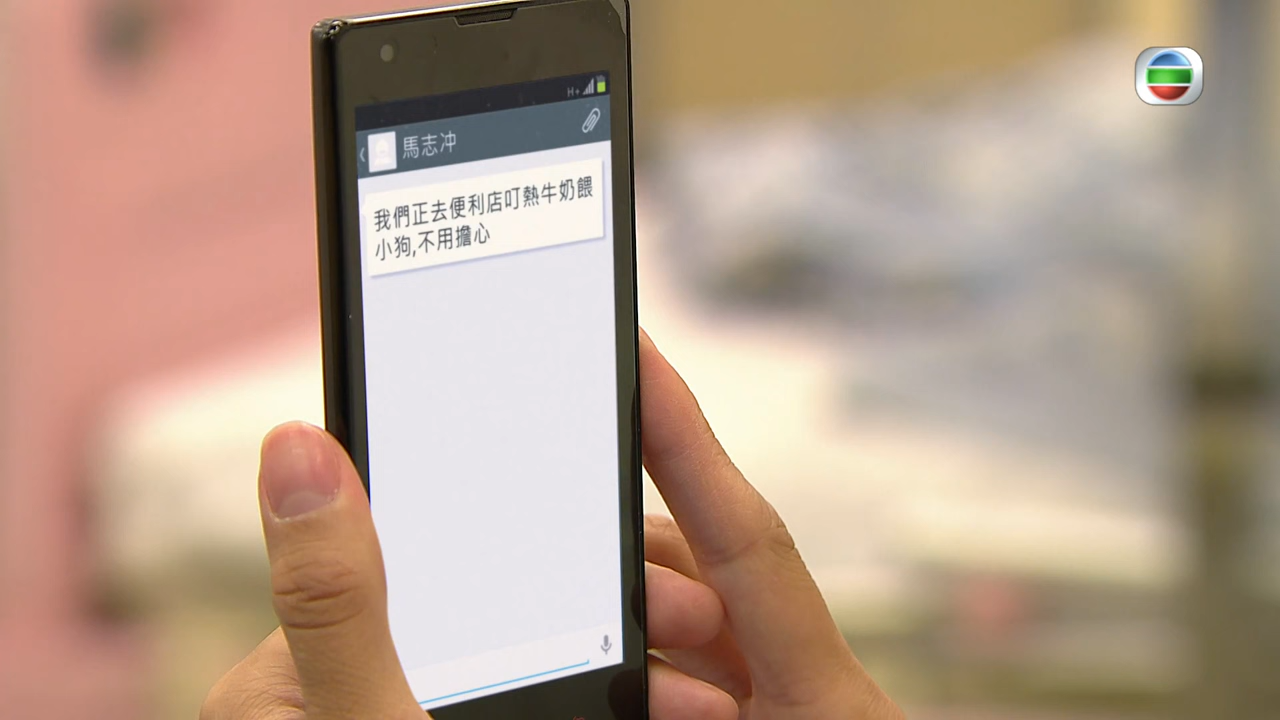 H+
馬志冲
我們正去便利店叮熱牛奶餵
小狗,不用擔心